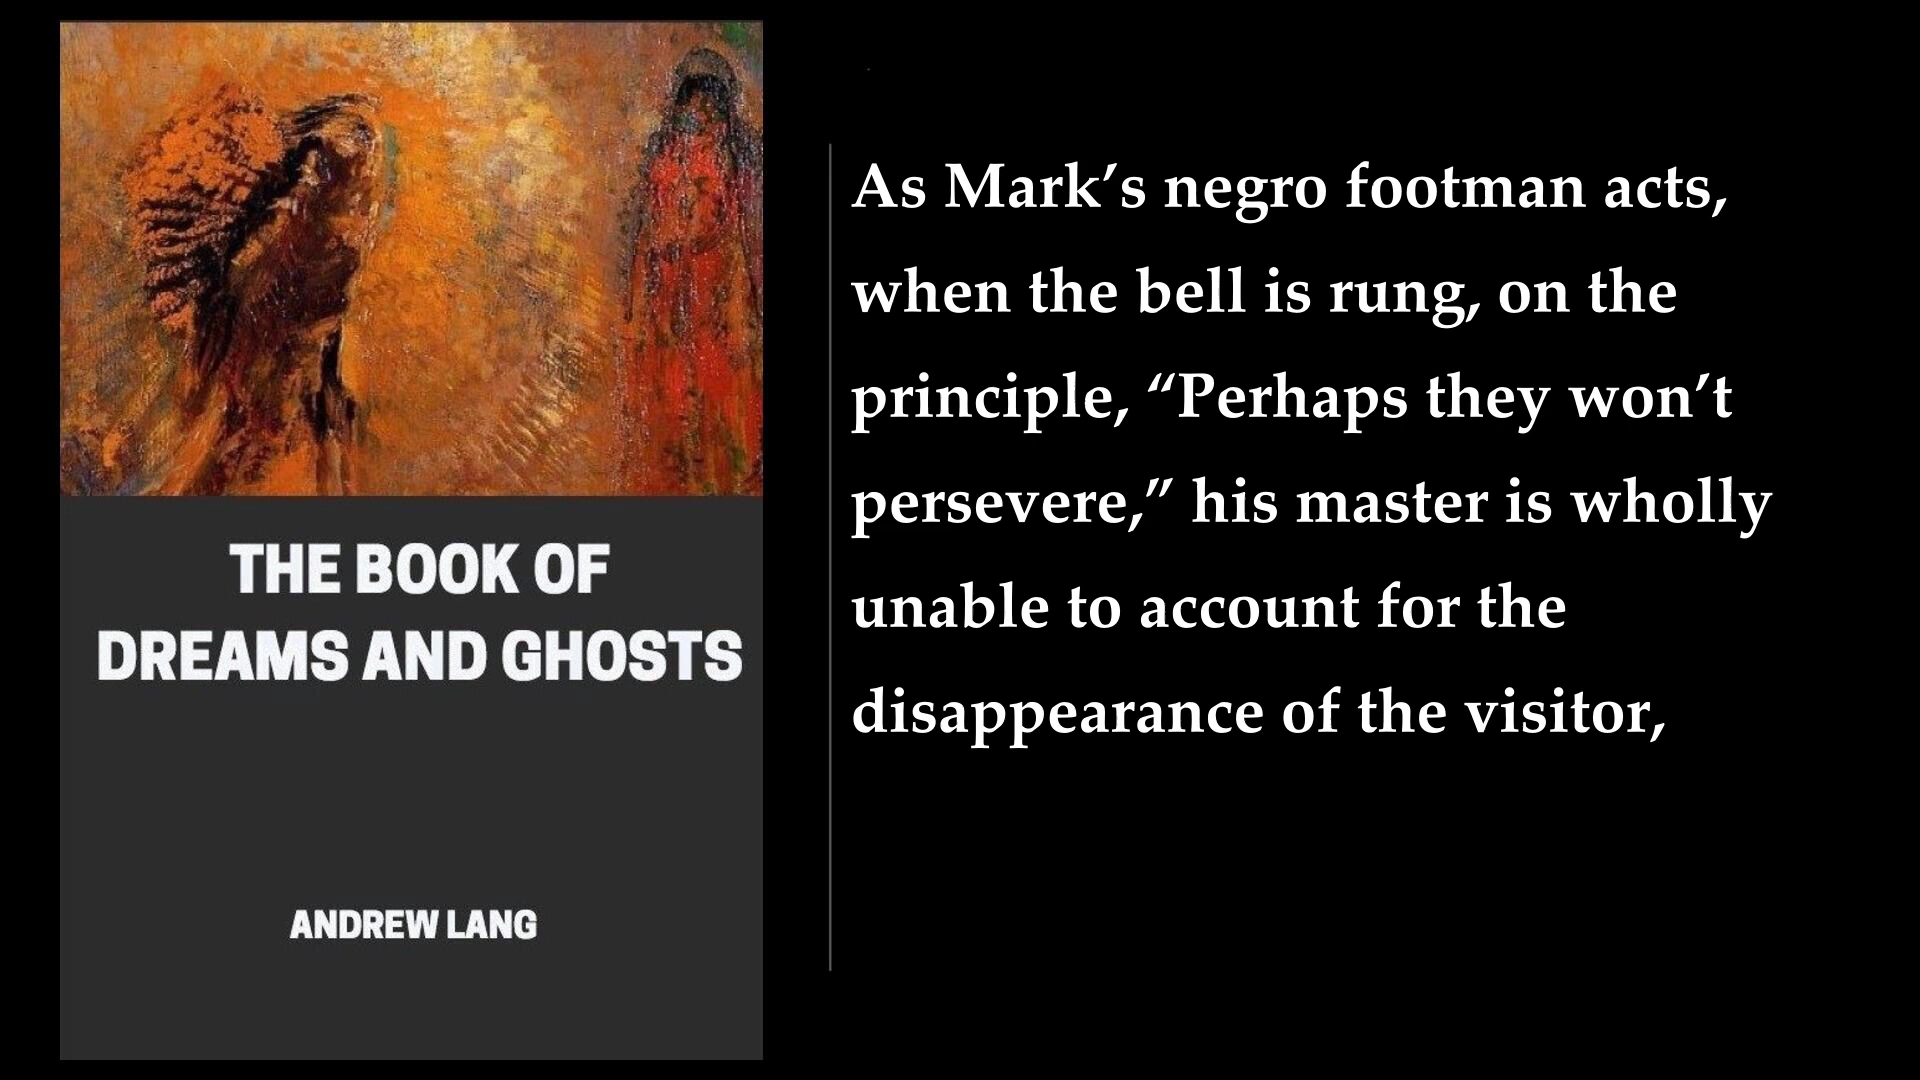 THE BOOK OF
DREAMS AND GHOSTS
ANDREW LANG
As Mark’s negro footman acts,
when the bell is rung, on the
principle, “Perhaps they won’t
persevere,” his master is wholly
unable to account for the
disappearance of the visitor,